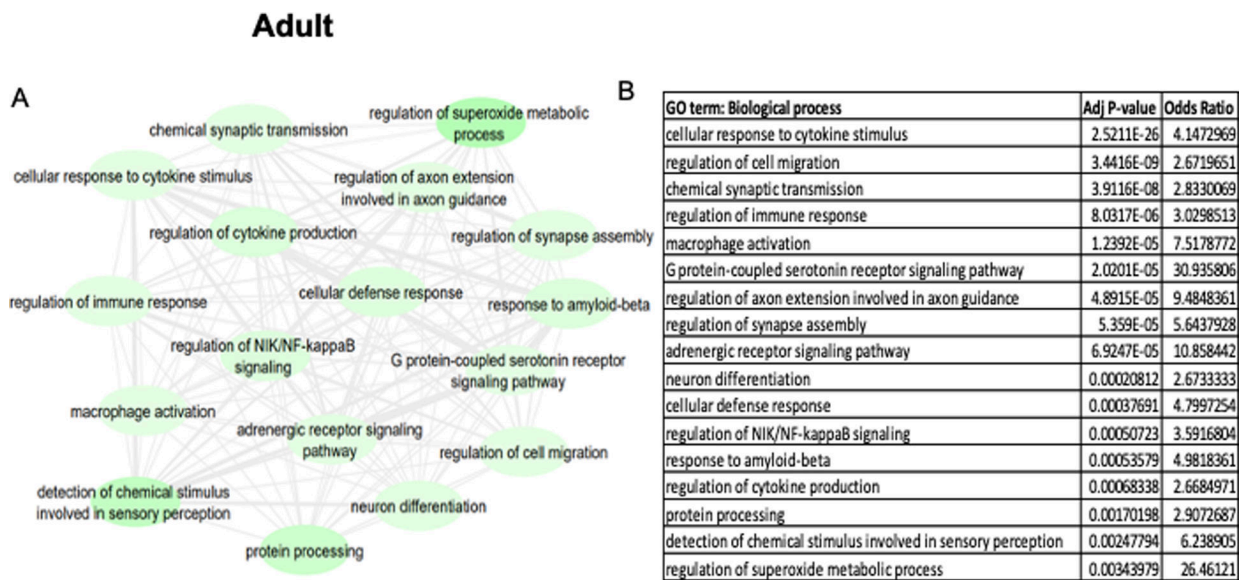 Adult
A
chemical synaptic transmission
regulation of superoxide metabolic
process
cellular response to cytokine stimulus
regulation of axon extension
involved in axon guidance
regulation of cytokine production
regulation of synapse assembly
regulation of immune response
cellular defense response
response to amyloid-beta
regulation of NIK/NF-kappaB
signaling
G protein-coupled serotonin receptor
signaling pathway
macrophage activation
adrenergic receptor signaling
pathway
regulation of cell migration
detection of chemical stimulus
involved in sensory perception
neuron differentiation
protein processing
B
GO term: Biological process Adj P-value Odds Ratio
cellular response to cytokine stimulus 2.5211E-26 4.1472969
regulation of cell migration 3.4416E-09 2.6719651
chemical synaptic transmission 3.9116E-08 2.8330069
regulation of immune response 8.0317E-06 3.0298513
macrophage activation 1.2392E-05 7.5178772
G protein-coupled serotonin receptor signaling pathway 2.0201E-05 30.935806
regulation of axon extension involved in axon guidance 4.8915E-05 9.4848361
regulation of synapse assembly 5.359E-05 5.6437928
adrenergic receptor signaling pathway 6.9247E-05 10.858442
neuron differentiation 0.00020812 2.6733333
cellular defense response 0.00037691 4.7997254
regulation of NIK/NF-kappaB signaling 0.00050723 3.5916804
response to amyloid-beta 0.00053579 4.9818361
regulation of cytokine production 0.00068338 2.6684971
protein processing 0.00170198 2.9072687
detection of chemical stimulus involved in sensory perception 0.00247794 6.238905
regulation of superoxide metabolic process 0.00343979 26.46121